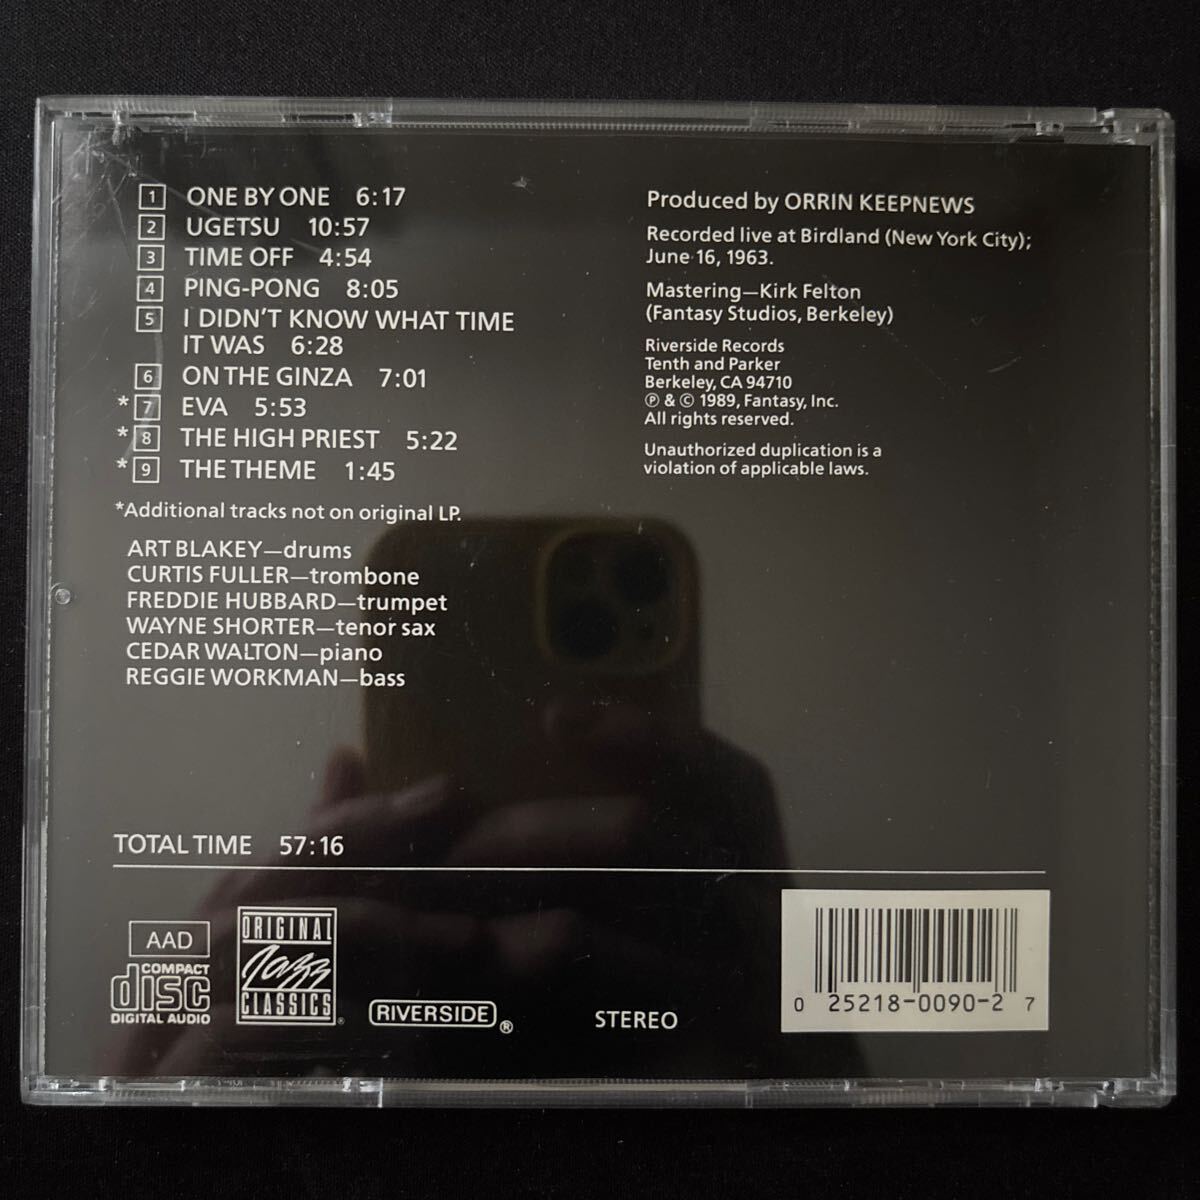 1 ONE BY ONE 6:17
2 UGETSU 10:57
3 TIME OFF 4:54
4 PING-PONG 8:05
5 I DIDN'T KNOW WHAT TIME
IT WAS 6:28
6 ON THE GINZA 7:01
*7 EVA 5:53
*8 THE HIGH PRIEST 5:22
*9 THE THEME 1:45
*Additional tracks not on original LP.
ART BLAKEY—drums
CURTIS FULLER—trombone
FREDDIE HUBBARD—trumpet
WAYNE SHORTER—tenor sax
CEDAR WALTON—piano
REGGIE WORKMAN—bass
Produced by ORRIN KEEPNEWS
Recorded live at Birdland (New York City);
June 16, 1963.
Mastering—Kirk Felton
(Fantasy Studios, Berkeley)
Riverside Records
Tenth and Parker
Berkeley, CA 94710
℗ & © 1989, Fantasy, Inc.
All rights reserved.
Unauthorized duplication is a
violation of applicable laws.
TOTAL TIME 57:16
AAD
COMPACT
disc
DIGITAL AUDIO
ORIGINAL
Jazz
CLASSICS®
RIVERSIDE®
STEREO
0 25218-0090-2 7